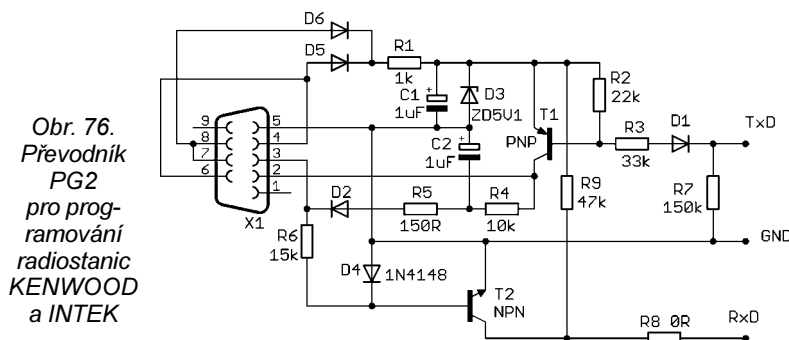 Obr. 76.
Převodník
PG2
pro prog-
ramování
radiostanic
KENWOOD
a INTEK
D6
D5
R1
1k
C1
+
1uF
D3
ZD5V1
T1
PNP
R2
22k
R3
33k
D1
TxD
9
8
7
6
5
4
3
2
1
X1
C2
+
1uF
D2
R5
150R
R4
10k
R9
47k
R7
150k
R6
15k
GND
D4
1N4148
T2
NPN
R8 0R
RxD